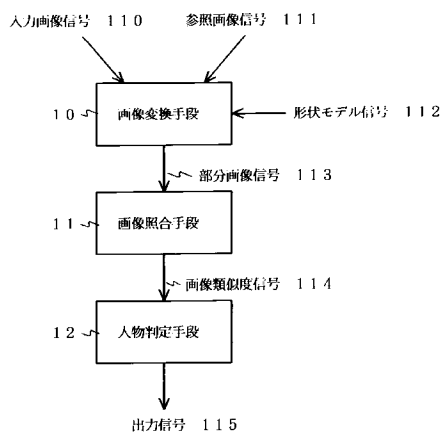 入力画像信号 110 参照画像信号 111
10 画像変換手段 形状モデル信号 112
部分画像信号 113
11 画像照合手段
画像類似度信号 114
12 人物判定手段
出力信号 115